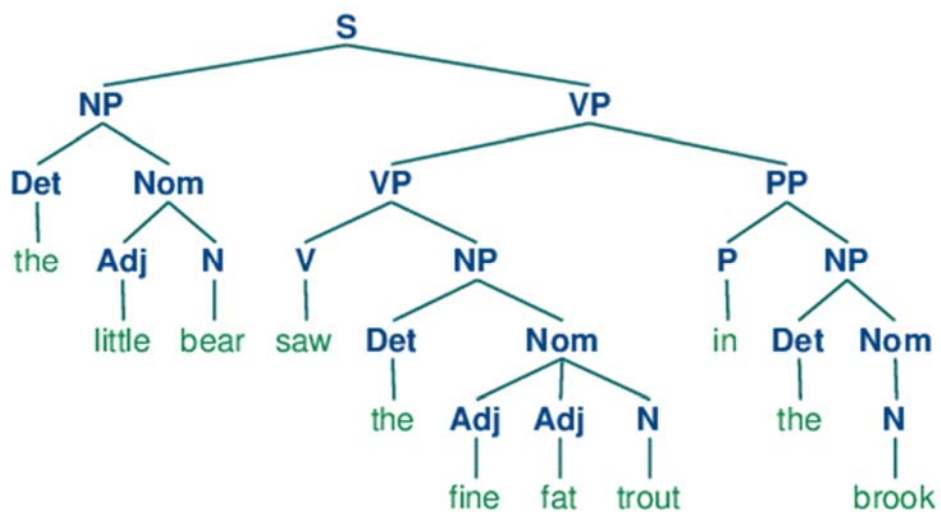 S
NP VP
Det Nom VP PP
the Adj N V NP P NP
little bear saw Det Nom in Det Nom
the Adj Adj N the N
fine fat trout brook